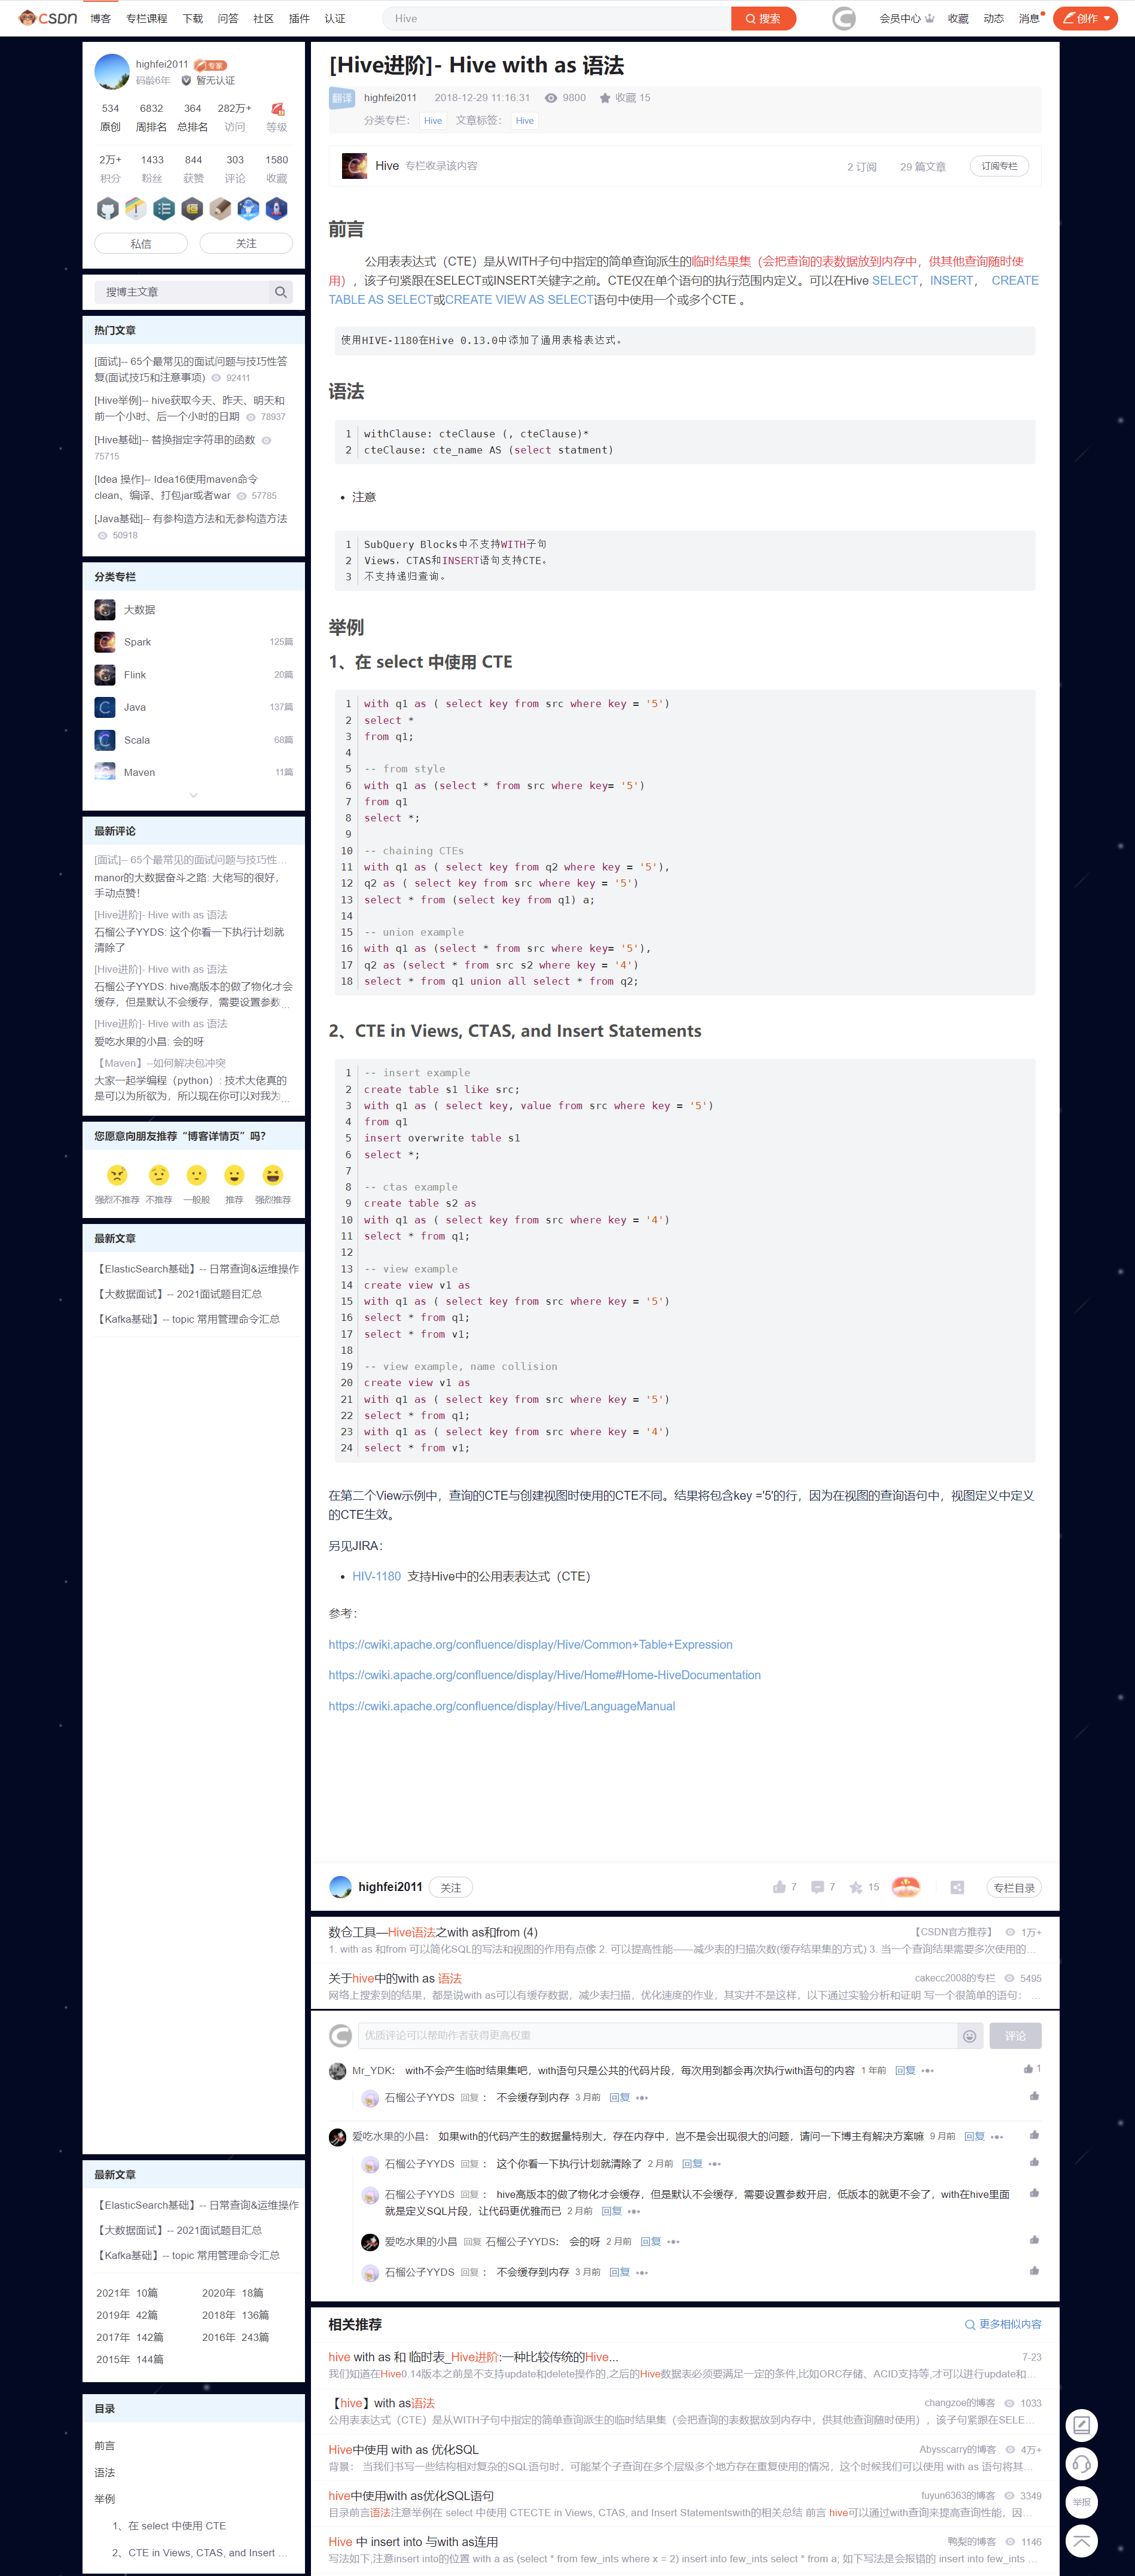 CSDN 博客 专栏课程 下载 问答 社区 插件 认证 Hive 搜索 会员中心 收藏 动态 消息 创作
highfei2011 专家
码龄6年 暂无认证
534 6832 364 282万+
原创 周排名 总排名 访问 等级
2万+ 1433 844 303 1580
积分 粉丝 获赞 评论 收藏
私信 关注
搜博主文章
热门文章
[面试]-- 65个最常见的面试问题与技巧性答
复(面试技巧和注意事项) 92411
[Hive举例]-- hive获取今天、昨天、明天和
前一个小时、后一个小时的日期 78937
[Hive基础]-- 替换指定字符串的函数
75715
[Idea 操作]-- Idea16使用maven命令
clean、编译、打包jar或者war 57785
[Java基础]-- 有参构造方法和无参构造方法
50918
分类专栏
大数据
Spark 125篇
Flink 20篇
Java 137篇
Scala 68篇
Maven 11篇
最新评论
[面试]-- 65个最常见的面试问题与技巧性...
manor的大数据奋斗之路: 大佬写的很好，
手动点赞！
[Hive进阶]- Hive with as 语法
石榴公子YYDS: 这个你看一下执行计划就
清除了
[Hive进阶]- Hive with as 语法
石榴公子YYDS: hive高版本的做了物化才会
缓存，但是默认不会缓存，需要设置参数...
[Hive进阶]- Hive with as 语法
爱吃水果的小昌: 会的呀
【Maven】--如何解决包冲突
大家一起学编程（python）: 技术大佬真的
是可以为所欲为，所以现在你可以对我为...
您愿意向朋友推荐“博客详情页”吗？
强烈不推荐 不推荐 一般般 推荐 强烈推荐
最新文章
【ElasticSearch基础】-- 日常查询&运维操作
【大数据面试】-- 2021面试题目汇总
【Kafka基础】-- topic 常用管理命令汇总
最新文章
【ElasticSearch基础】-- 日常查询&运维操作
【大数据面试】-- 2021面试题目汇总
【Kafka基础】-- topic 常用管理命令汇总
2021年 10篇 2020年 18篇
2019年 42篇 2018年 136篇
2017年 142篇 2016年 243篇
2015年 144篇
目录
前言
语法
举例
1、在 select 中使用 CTE
2、CTE in Views, CTAS, and Insert ...
[Hive进阶]- Hive with as 语法
翻译 highfei2011 2018-12-29 11:16:31 9800 收藏 15
分类专栏： Hive 文章标签： Hive
Hive 专栏收录该内容 2 订阅 29 篇文章 订阅专栏
前言
公用表表达式（CTE）是从WITH子句中指定的简单查询派生的临时结果集（会把查询的表数据放到内存中，供其他查询随时使
用），该子句紧跟在SELECT或INSERT关键字之前。CTE仅在单个语句的执行范围内定义。可以在Hive SELECT，INSERT， CREATE
TABLE AS SELECT或CREATE VIEW AS SELECT语句中使用一个或多个CTE 。
使用HIVE-1180在Hive 0.13.0中添加了通用表格表达式。
语法
1 withClause: cteClause (, cteClause)*
2 cteClause: cte_name AS (select statment)
• 注意
1 SubQuery Blocks中不支持WITH子句
2 Views，CTAS和INSERT语句支持CTE。
3 不支持递归查询。
举例
1、在 select 中使用 CTE
1 with q1 as ( select key from src where key = '5')
2 select *
3 from q1;
4
5 -- from style
6 with q1 as (select * from src where key= '5')
7 from q1
8 select *;
9
10 -- chaining CTEs
11 with q1 as ( select key from q2 where key = '5'),
12 q2 as ( select key from src where key = '5')
13 select * from (select key from q1) a;
14
15 -- union example
16 with q1 as (select * from src where key= '5'),
17 q2 as (select * from src s2 where key = '4')
18 select * from q1 union all select * from q2;
2、CTE in Views, CTAS, and Insert Statements
1 -- insert example
2 create table s1 like src;
3 with q1 as ( select key, value from src where key = '5')
4 from q1
5 insert overwrite table s1
6 select *;
7
8 -- ctas example
9 create table s2 as
10 with q1 as ( select key from src where key = '4')
11 select * from q1;
12
13 -- view example
14 create view v1 as
15 with q1 as ( select key from src where key = '5')
16 select * from q1;
17 select * from v1;
18
19 -- view example, name collision
20 create view v1 as
21 with q1 as ( select key from src where key = '5')
22 select * from q1;
23 with q1 as ( select key from src where key = '4')
24 select * from v1;
在第二个View示例中，查询的CTE与创建视图时使用的CTE不同。结果将包含key ='5'的行，因为在视图的查询语句中，视图定义中定义
的CTE生效。
另见JIRA：
• HIV-1180 支持Hive中的公用表表达式（CTE）
参考：
https://cwiki.apache.org/confluence/display/Hive/Common+Table+Expression
https://cwiki.apache.org/confluence/display/Hive/Home#Home-HiveDocumentation
https://cwiki.apache.org/confluence/display/Hive/LanguageManual
highfei2011 关注 7 7 15 专栏目录
数仓工具—Hive语法之with as和from (4) 【CSDN官方推荐】 1万+
1. with as 和from 可以简化SQL的写法和视图的作用有点像 2. 可以提高性能——减少表的扫描次数(缓存结果集的方式) 3. 当一个查询结果需要多次使用的...
关于hive中的with as 语法 cakecc2008的专栏 5495
网络上搜索到的结果，都是说with as可以有缓存数据，减少表扫描，优化速度的作业，其实并不是这样，以下通过实验分析和证明 写一个很简单的语句： ...
优质评论可以帮助作者获得更高权重 评论
Mr_YDK： with不会产生临时结果集吧，with语句只是公共的代码片段，每次用到都会再次执行with语句的内容 1 年前 回复 1
石榴公子YYDS 回复： 不会缓存到内存 3 月前 回复
爱吃水果的小昌： 如果with的代码产生的数据量特别大，存在内存中，岂不是会出现很大的问题，请问一下博主有解决方案嘛 9 月前 回复
石榴公子YYDS 回复： 这个你看一下执行计划就清除了 2 月前 回复
石榴公子YYDS 回复： hive高版本的做了物化才会缓存，但是默认不会缓存，需要设置参数开启，低版本的就更不会了，with在hive里面
就是定义SQL片段，让代码更优雅而已 2 月前 回复
爱吃水果的小昌 回复 石榴公子YYDS： 会的呀 2 月前 回复
石榴公子YYDS 回复： 不会缓存到内存 3 月前 回复
相关推荐 更多相似内容
hive with as 和 临时表_Hive进阶:一种比较传统的Hive... 7-23
我们知道在Hive0.14版本之前是不支持update和delete操作的,之后的Hive数据表必须要满足一定的条件,比如ORC存储、ACID支持等,才可以进行update和...
【hive】with as语法 changzoe的博客 1033
公用表表达式（CTE）是从WITH子句中指定的简单查询派生的临时结果集（会把查询的表数据放到内存中，供其他查询随时使用），该子句紧跟在SELE...
Hive中使用 with as 优化SQL Abysscarry的博客 4万+
背景： 当我们书写一些结构相对复杂的SQL语句时，可能某个子查询在多个层级多个地方存在重复使用的情况，这个时候我们可以使用 with as 语句将其...
hive中使用with as优化SQL语句 fuyun6363的博客 3349
目录前言语法注意举例在 select 中使用 CTECTE in Views, CTAS, and Insert Statementswith的相关总结 前言 hive可以通过with查询来提高查询性能，因...
Hive 中 insert into 与with as连用 鸭梨的博客 1146
写法如下,注意insert into的位置 with a as (select * from few_ints where x = 2) insert into few_ints select * from a; 如下写法是会报错的 insert into few_ints ...
举报